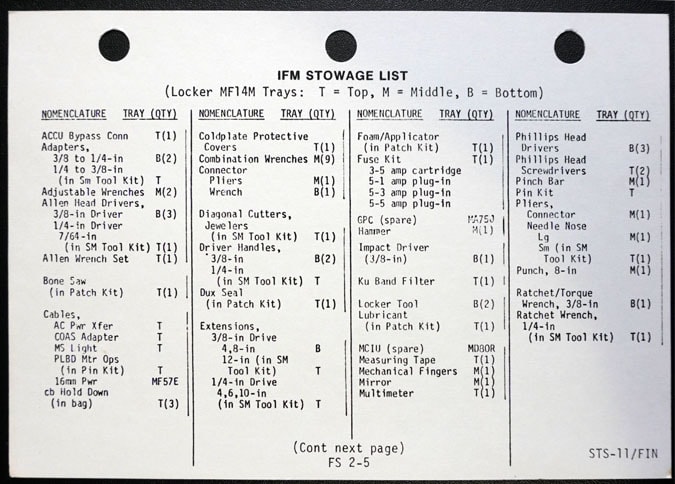 IFM STOWAGE LIST
(Locker MF14M Trays: T = Top, M = Middle, B = Bottom)
NOMENCLATURE TRAY (QTY)
ACCU Bypass Conn T(1)
Adapters,
3/8 to 1/4-in B(2)
1/4 to 3/8-in
(in Sm Tool Kit) T
Adjustable Wrenches M(2)
Allen Head Drivers,
3/8-in Driver B(3)
1/4-in Driver
7/64-in
(in SM Tool Kit) T(1)
Allen Wrench Set T(1)
Bone Saw
(in Patch Kit) T(1)
Cables,
AC Pwr Xfer T
COAS Adapter T
M5 Light T
PLBD Mtr Ops
(in Pin Kit) T
16mm Pwr MF57E
cb Hold Down
(in bag) T(3)
NOMENCLATURE TRAY (QTY)
Coldplate Protective
Covers T(1)
Combination Wrenches M(9)
Connector
Pliers M(1)
Wrench B(1)
Diagonal Cutters,
Jewelers
(in SM Tool Kit) T(1)
Driver Handles,
3/8-in B(2)
1/4-in
(in SM Tool Kit) T
Dux Seal
(in Patch Kit) T(1)
Extensions,
3/8-in Drive
4,8-in B
12-in (in SM
Tool Kit) T
1/4-in Drive
4,6,10-in
(in SM Tool Kit) T
NOMENCLATURE TRAY (QTY)
Foam/Applicator
(in Patch Kit) T(1)
Fuse Kit T(1)
3-5 amp cartridge
5-1 amp plug-in
5-3 amp plug-in
5-5 amp plug-in
GPC (spare) MA75J
Hammer M(1)
Impact Driver
(3/8-in) B(1)
Ku Band Filter T(1)
Locker Tool B(2)
Lubricant
(in Patch Kit) T(1)
MCIU (spare) MD80R
Measuring Tape T(1)
Mechanical Fingers M(1)
Mirror M(1)
Multimeter T(1)
NOMENCLATURE TRAY (QTY)
Phillips Head
Drivers B(3)
Phillips Head
Screwdrivers T(2)
Pinch Bar M(1)
Pin Kit T
Pliers,
Connector M(1)
Needle Nose
Lg M(1)
Sm (in SM
Tool Kit) T(1)
Punch, 8-in M(1)
Ratchet/Torque
Wrench, 3/8-in B(1)
Ratchet Wrench,
1/4-in
(in SM Tool Kit) T(1)
(Cont next page)
FS 2-5
STS-11/FIN